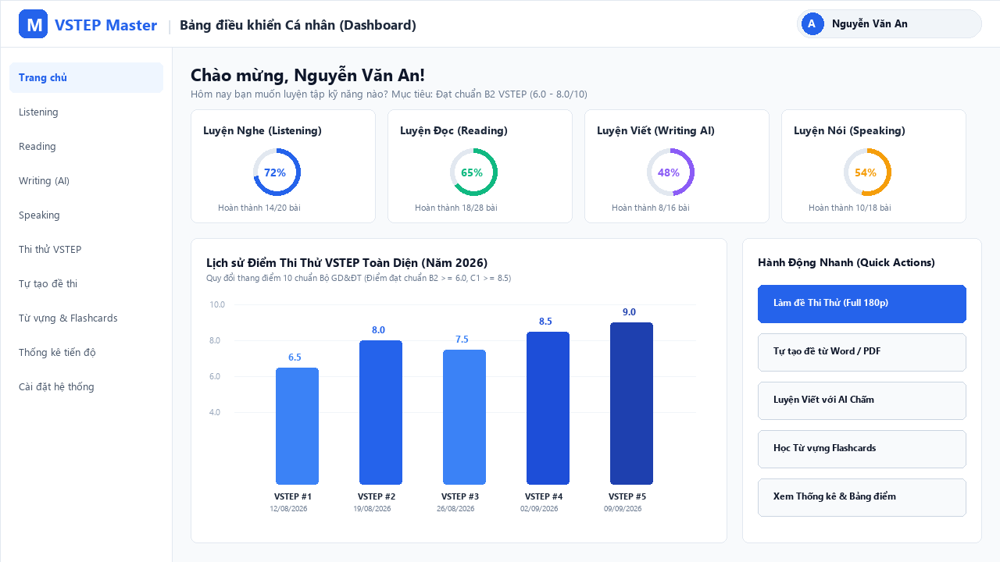 M VSTEP Master | Bảng điều khiển Cá nhân (Dashboard)
A Nguyễn Văn An
Trang chủ
Listening
Reading
Writing (AI)
Speaking
Thi thử VSTEP
Tự tạo đề thi
Từ vựng & Flashcards
Thống kê tiến độ
Cài đặt hệ thống
Chào mừng, Nguyễn Văn An!
Hôm nay bạn muốn luyện tập kỹ năng nào? Mục tiêu: Đạt chuẩn B2 VSTEP (6.0 - 8.0/10)
Luyện Nghe (Listening)
72%
Hoàn thành 14/20 bài
Luyện Đọc (Reading)
65%
Hoàn thành 18/28 bài
Luyện Viết (Writing AI)
48%
Hoàn thành 8/16 bài
Luyện Nói (Speaking)
54%
Hoàn thành 10/18 bài
Lịch sử Điểm Thi Thử VSTEP Toàn Diện (Năm 2026)
Quy đổi thang điểm 10 chuẩn Bộ GD&ĐT (Điểm đạt chuẩn B2 >= 6.0, C1 >= 8.5)
10.0
8.0
6.0
4.0
6.5
8.0
7.5
8.5
9.0
VSTEP #1
12/08/2026
VSTEP #2
19/08/2026
VSTEP #3
26/08/2026
VSTEP #4
02/09/2026
VSTEP #5
09/09/2026
Hành Động Nhanh (Quick Actions)
Làm đề Thi Thử (Full 180p)
Tự tạo đề từ Word / PDF
Luyện Viết với AI Chấm
Học Từ vựng Flashcards
Xem Thống kê & Bảng điểm